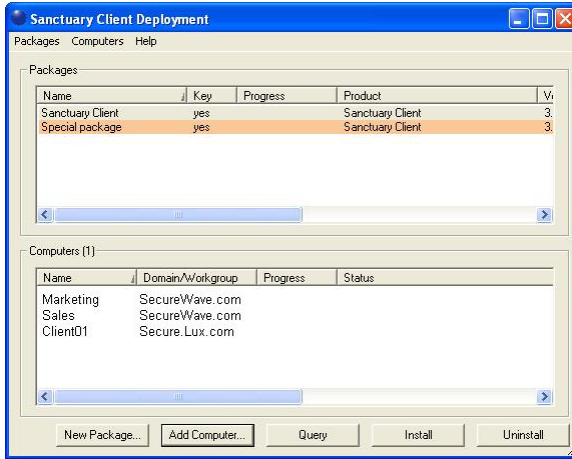 Sanctuary Client Deployment
Packages Computers Help
Packages
Name Key Progress Product
Sanctuary Client yes Sanctuary Client 3.
Special package yes Sanctuary Client 3.
Computers (1)
Name Domain/Workgroup Progress Status
Marketing SecureWave.com
Sales SecureWave.com
Client01 Secure.Lux.com
New Package... Add Computer... Query Install Uninstall